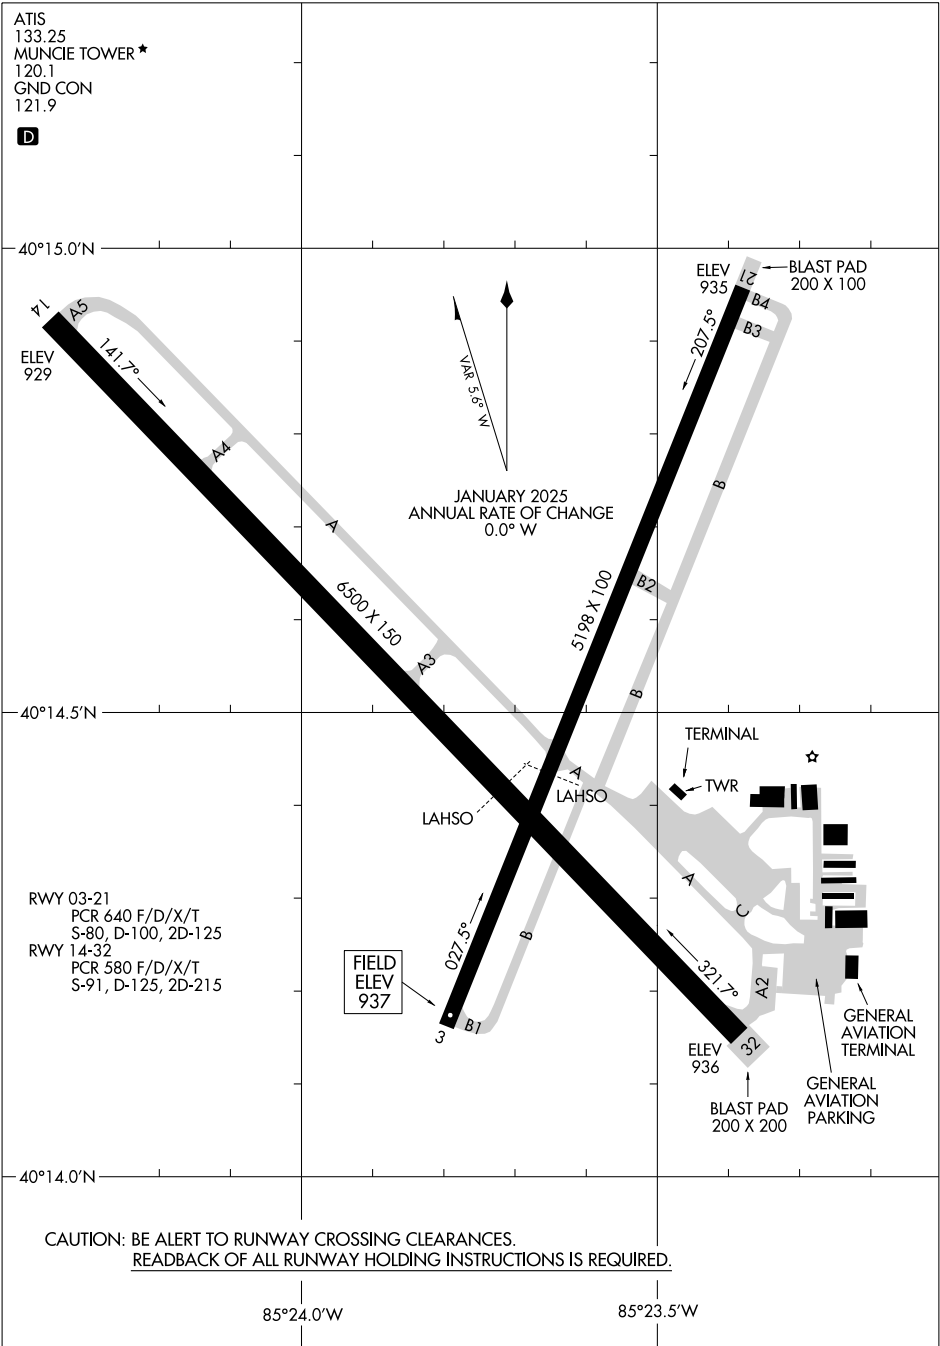 ATIS
133.25
MUNCIE TOWER ★
120.1
GND CON
121.9
D
40°15.0'N
14
A5
ELEV
929
141.7°
A4
A
VAR 5.6° W
JANUARY 2025
ANNUAL RATE OF CHANGE
0.0° W
ELEV
935
21
BLAST PAD
200 X 100
B4
B3
207.5°
B
6500 X 150
5198 X 100
B2
A3
B
40°14.5'N
TERMINAL
TWR
A
LAHSO
LAHSO
A
C
RWY 03-21
PCR 640 F/D/X/T
S-80, D-100, 2D-125
RWY 14-32
PCR 580 F/D/X/T
S-91, D-125, 2D-215
FIELD
ELEV
937
027.5°
B
3
B1
321.7°
A2
ELEV
936
32
BLAST PAD
200 X 200
GENERAL
AVIATION
TERMINAL
GENERAL
AVIATION
PARKING
40°14.0'N
CAUTION: BE ALERT TO RUNWAY CROSSING CLEARANCES.
READBACK OF ALL RUNWAY HOLDING INSTRUCTIONS IS REQUIRED.
85°24.0'W
85°23.5'W